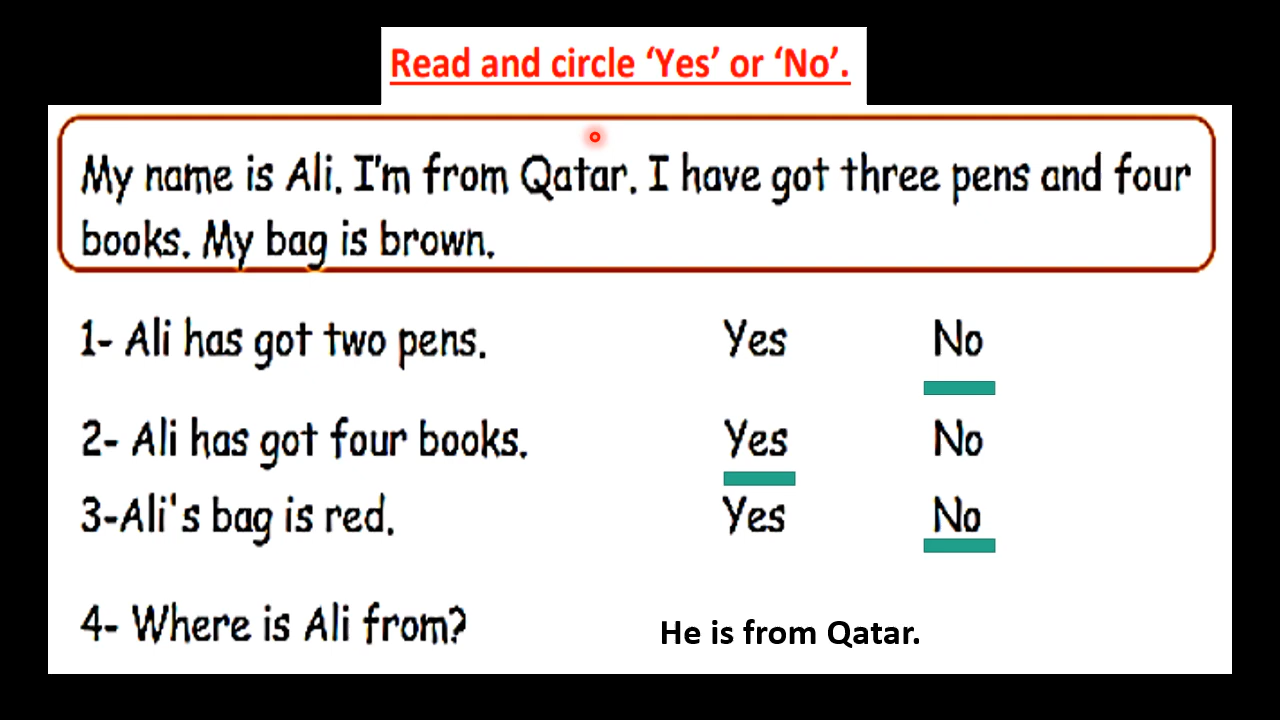 Read and circle ‘Yes’ or ‘No’.
My name is Ali. I'm from Qatar. I have got three pens and four
books. My bag is brown.
1- Ali has got two pens. Yes No
2- Ali has got four books. Yes No
3-Ali's bag is red. Yes No
4- Where is Ali from? He is from Qatar.